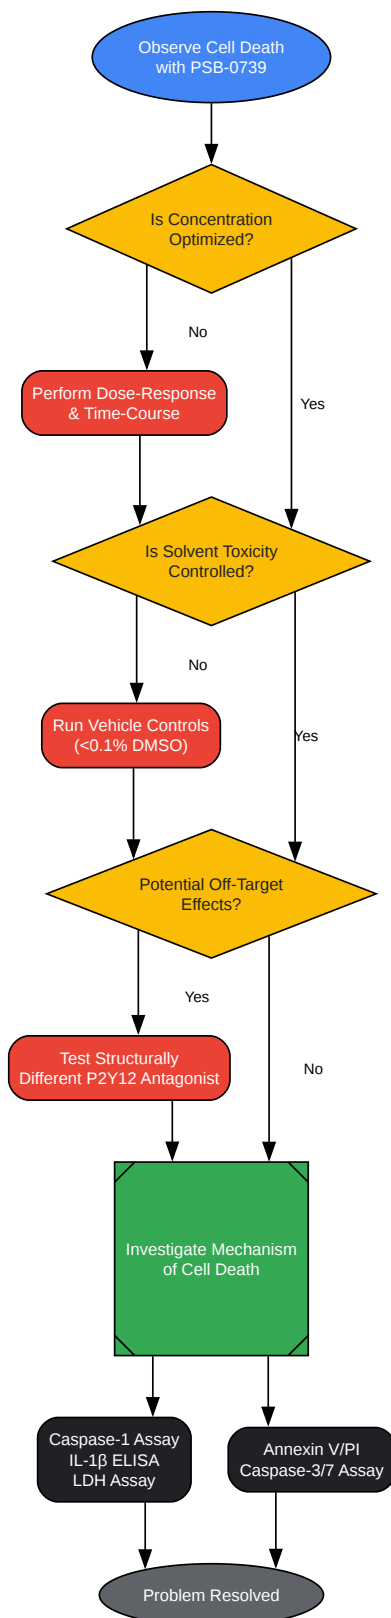 Observe Cell Death
with PSB-0739
Is Concentration
Optimized?
No
Perform Dose-Response
& Time-Course
Yes
Is Solvent Toxicity
Controlled?
No
Run Vehicle Controls
(<0.1% DMSO)
Yes
Potential Off-Target
Effects?
Yes
Test Structurally
Different P2Y12 Antagonist
No
Investigate Mechanism
of Cell Death
Caspase-1 Assay
IL-1β ELISA
LDH Assay
Annexin V/PI
Caspase-3/7 Assay
Problem Resolved